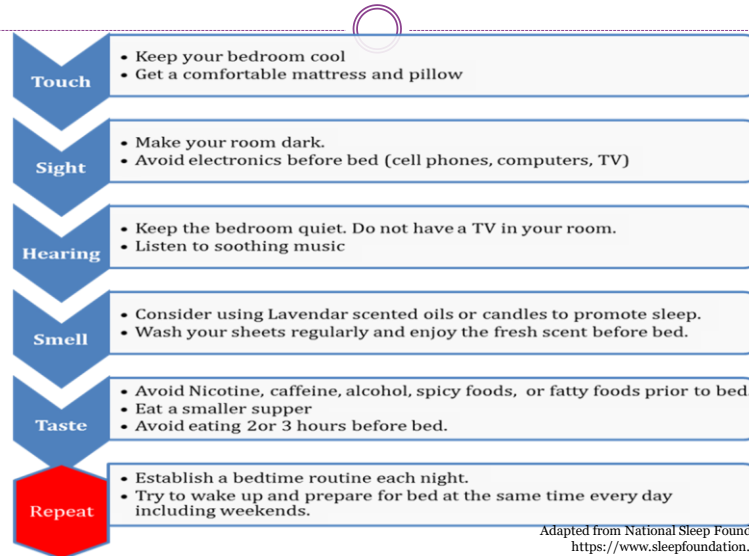 Touch
• Keep your bedroom cool
• Get a comfortable mattress and pillow
Sight
• Make your room dark.
• Avoid electronics before bed (cell phones, computers, TV)
Hearing
• Keep the bedroom quiet. Do not have a TV in your room.
• Listen to soothing music
Smell
• Consider using Lavendar scented oils or candles to promote sleep.
• Wash your sheets regularly and enjoy the fresh scent before bed.
Taste
• Avoid Nicotine, caffeine, alcohol, spicy foods, or fatty foods prior to bed.
• Eat a smaller supper
• Avoid eating 2or 3 hours before bed.
Repeat
• Establish a bedtime routine each night.
• Try to wake up and prepare for bed at the same time every day
including weekends.
Adapted from National Sleep Found
https://www.sleepfoundation.